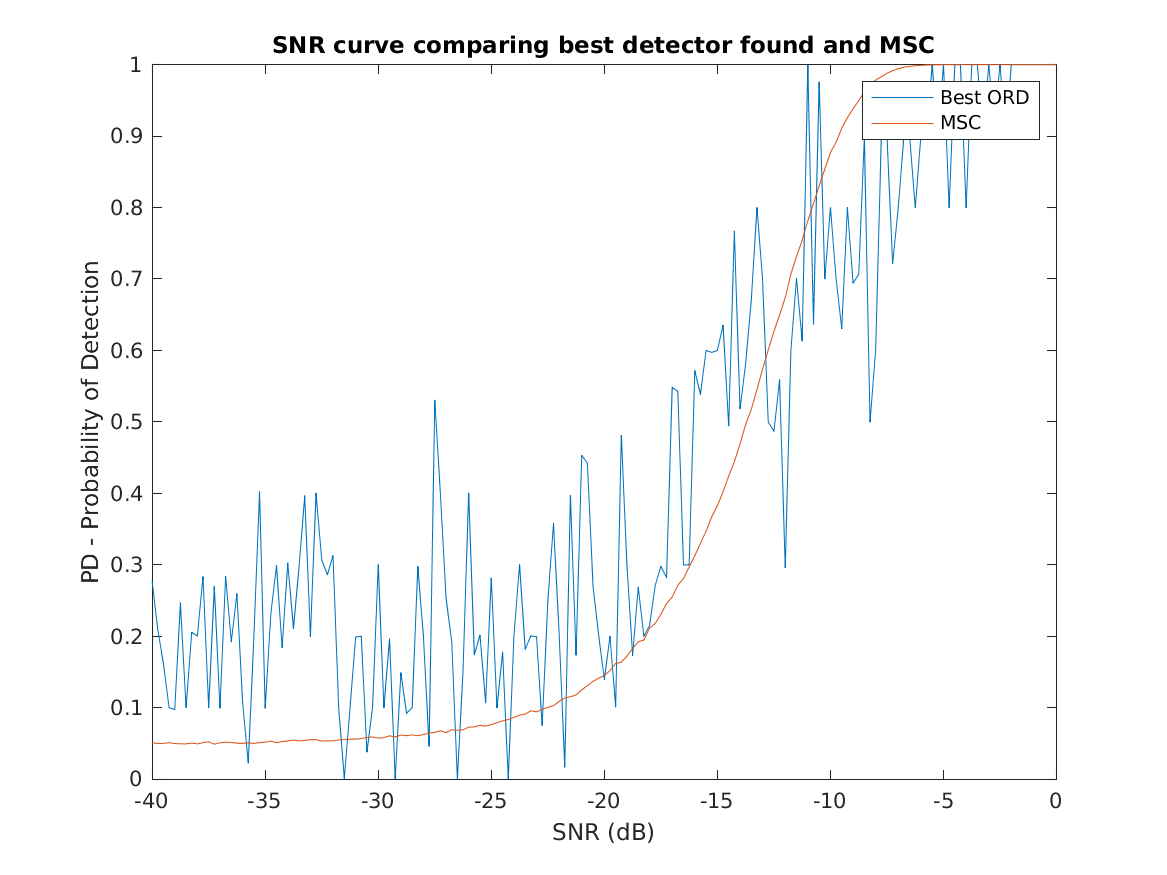 SNR curve comparing best detector found and MSC
1
0.9
0.8
0.7
0.6
0.5
0.4
0.3
0.2
0.1
0
PD - Probability of Detection
Best ORD
MSC
-40 -35 -30 -25 -20 -15 -10 -5 0
SNR (dB)